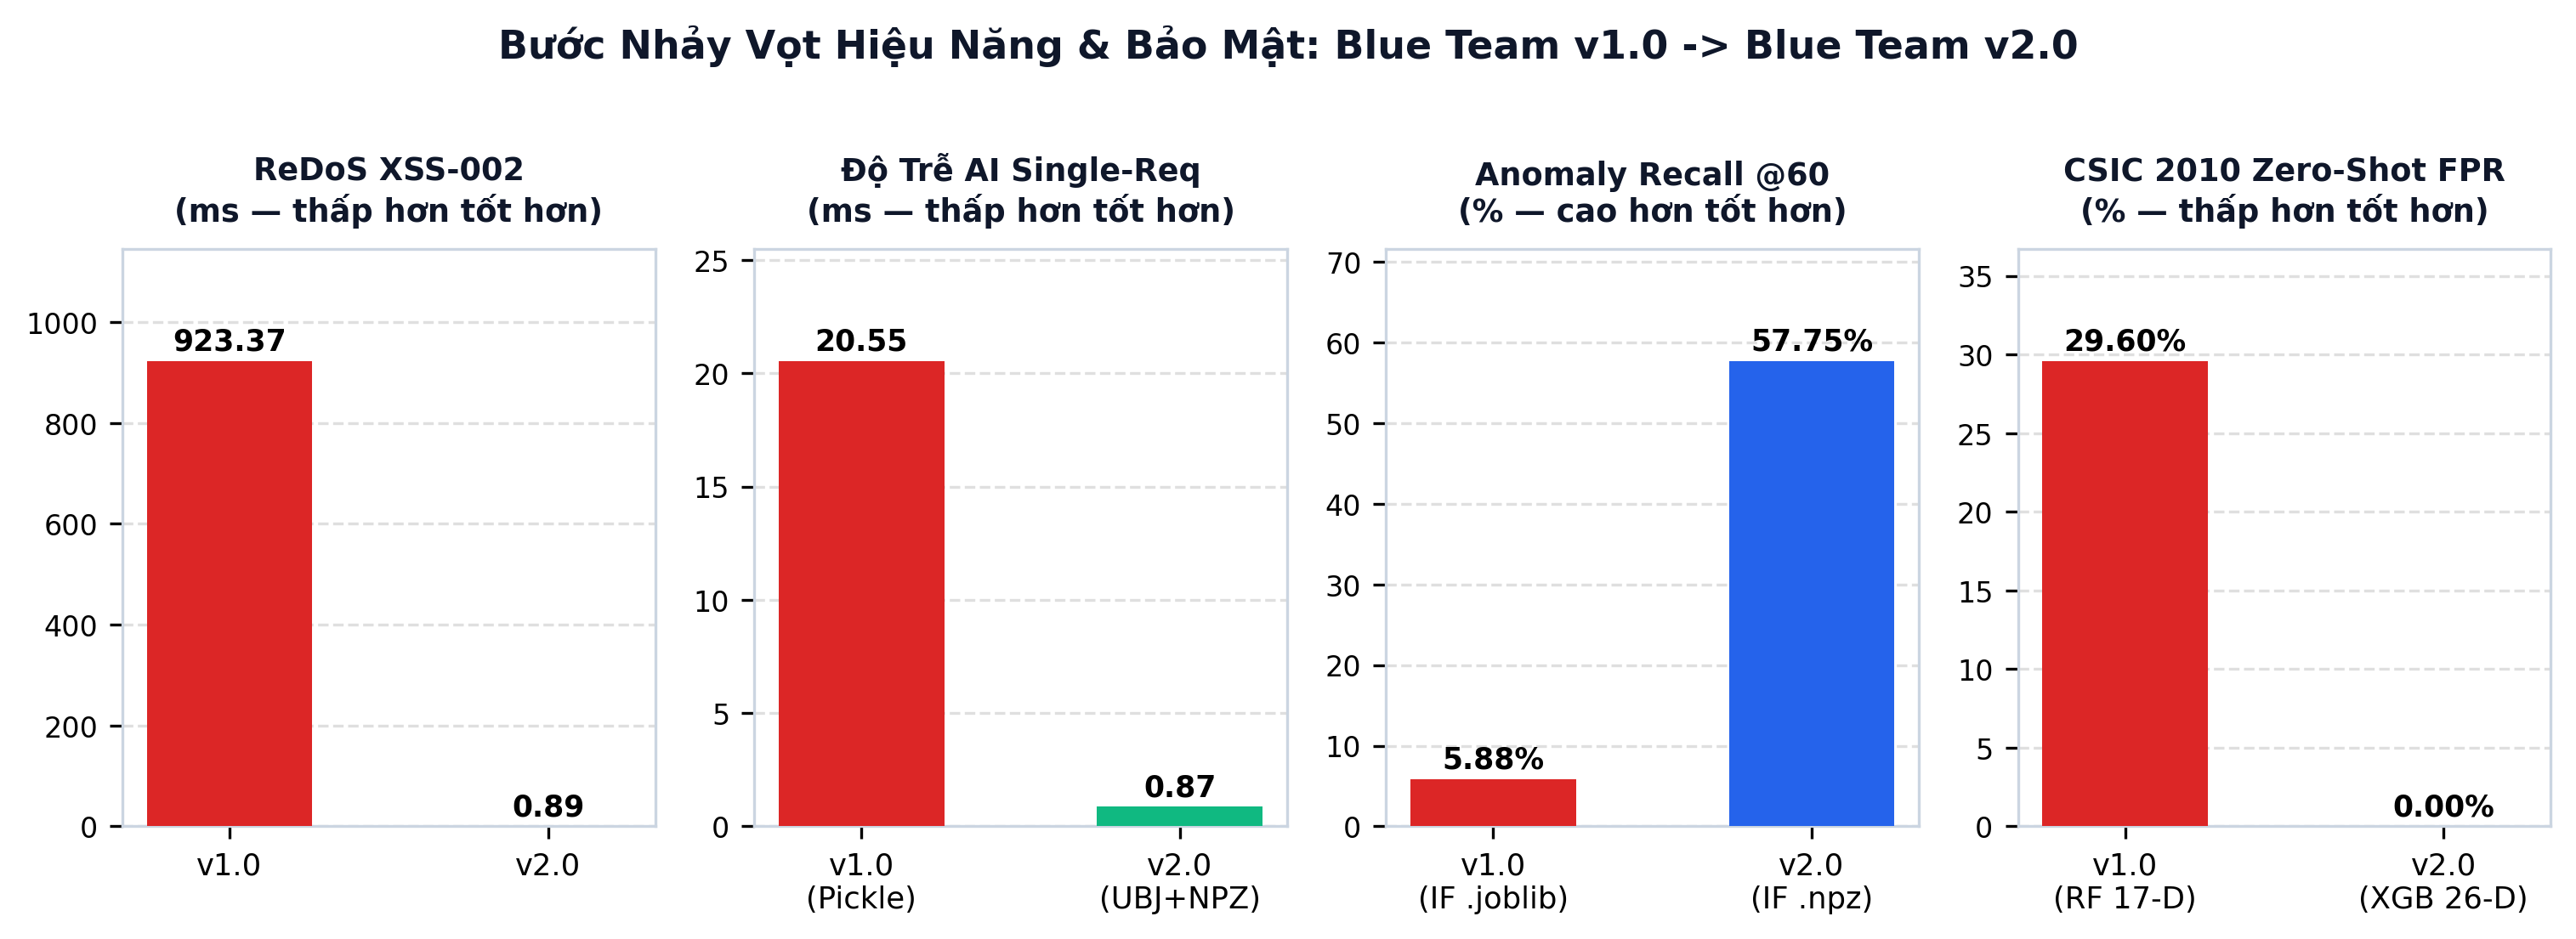 Bước Nhảy Vọt Hiệu Năng & Bảo Mật: Blue Team v1.0 -> Blue Team v2.0
ReDoS XSS-002
(ms — thấp hơn tốt hơn)
1000
800
600
400
200
0
923.37
0.89
v1.0
v2.0
Độ Trễ AI Single-Req
(ms — thấp hơn tốt hơn)
25
20
15
10
5
0
20.55
0.87
v1.0
(Pickle)
v2.0
(UBJ+NPZ)
Anomaly Recall @60
(% — cao hơn tốt hơn)
70
60
50
40
30
20
10
0
5.88%
57.75%
v1.0
(IF .joblib)
v2.0
(IF .npz)
CSIC 2010 Zero-Shot FPR
(% — thấp hơn tốt hơn)
35
30
25
20
15
10
5
0
29.60%
0.00%
v1.0
(RF 17-D)
v2.0
(XGB 26-D)